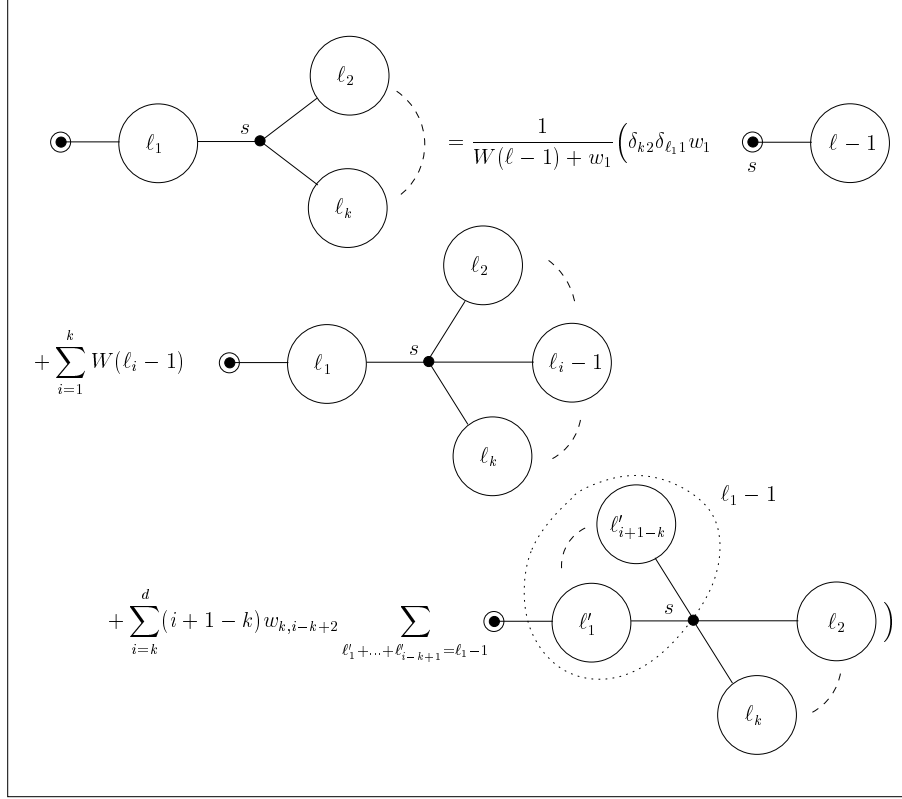 ℓ₂
ℓ₁ s = 1/(W(ℓ − 1) + w₁) ( δ_{k2}δ_{ℓ₁1}w₁ s ℓ − 1
ℓ_k
ℓ₂
+ ∑_{i=1}^{k} W(ℓ_i − 1) ℓ₁ s ℓ_i − 1
ℓ_k
ℓ′_{i+1−k} ℓ₁ − 1
+ ∑_{i=k}^{d} (i + 1 − k)w_{k,i−k+2} ∑_{ℓ′₁+...+ℓ′_{i−k+1}=ℓ₁−1} ℓ′₁ s ℓ₂ )
ℓ_k